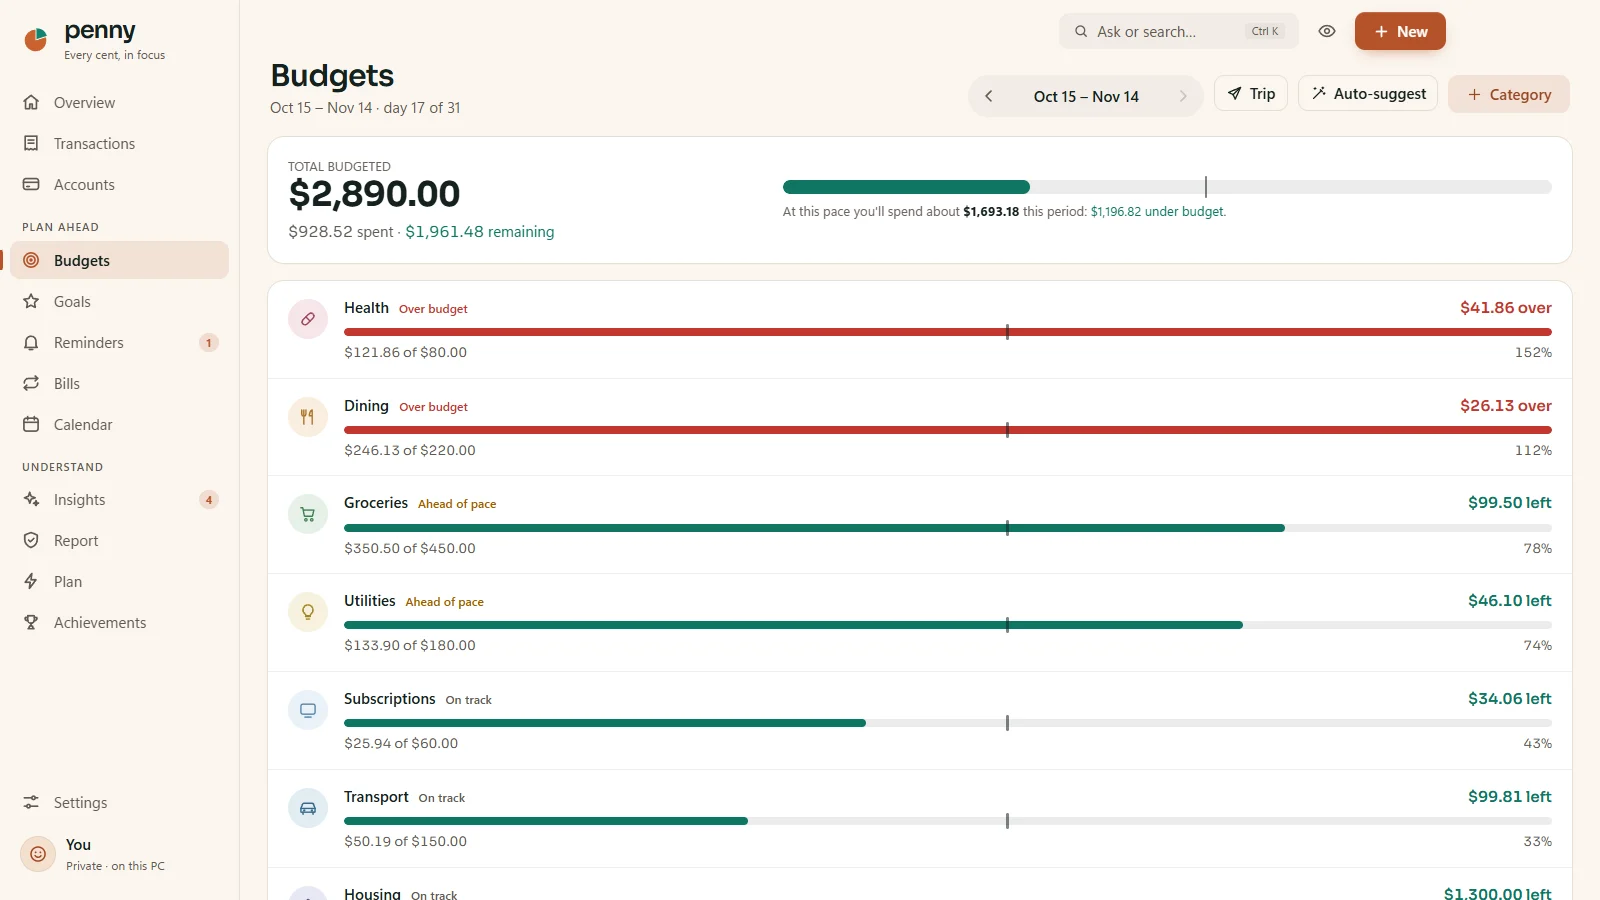 penny
Every cent, in focus
Overview
Transactions
Accounts
PLAN AHEAD
Budgets
Goals
Reminders 1
Bills
Calendar
UNDERSTAND
Insights 4
Report
Plan
Achievements
Settings
You
Private · on this PC
Ask or search... Ctrl K
New
Budgets
Oct 15 – Nov 14 · day 17 of 31
Oct 15 – Nov 14
Trip
Auto-suggest
Category
TOTAL BUDGETED
$2,890.00
$928.52 spent · $1,961.48 remaining
At this pace you'll spend about $1,693.18 this period: $1,196.82 under budget.
Health Over budget $41.86 over
$121.86 of $80.00 152%
Dining Over budget $26.13 over
$246.13 of $220.00 112%
Groceries Ahead of pace $99.50 left
$350.50 of $450.00 78%
Utilities Ahead of pace $46.10 left
$133.90 of $180.00 74%
Subscriptions On track $34.06 left
$25.94 of $60.00 43%
Transport On track $99.81 left
$50.19 of $150.00 33%
Housing On track $1,300.00 left